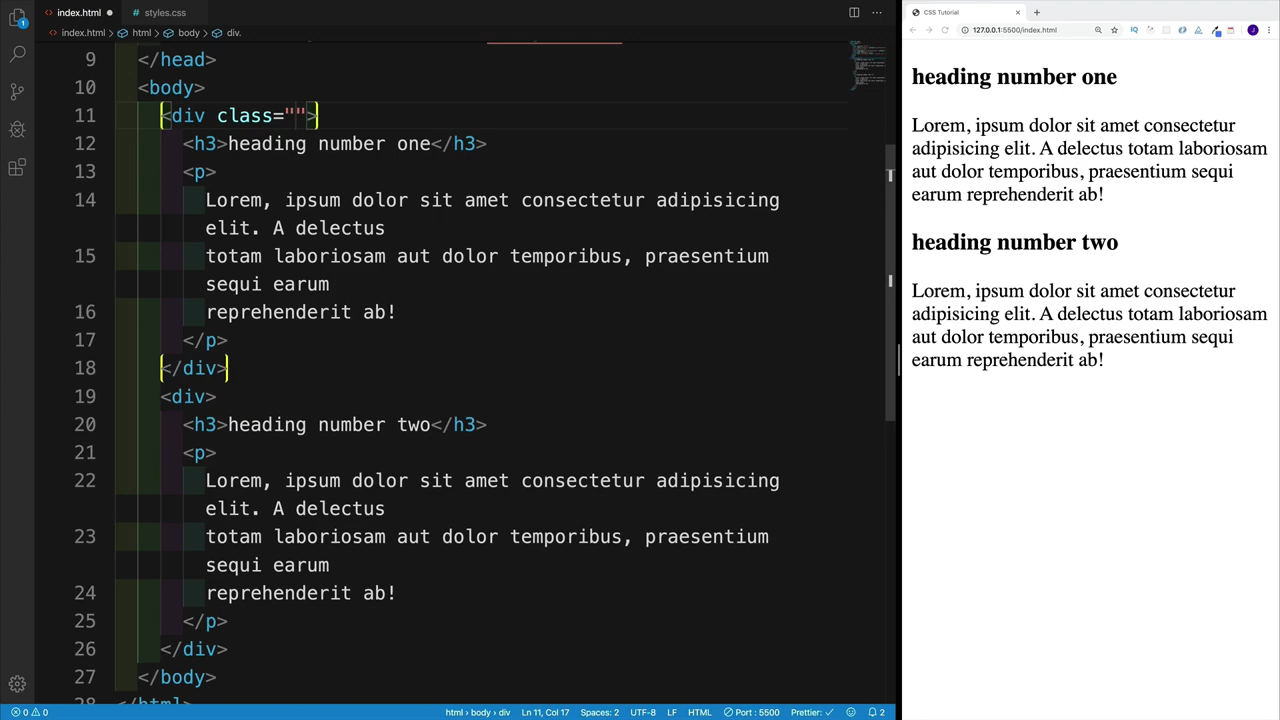 index.html
styles.css
index.html > html > body > div.
9 </head>
10 <body>
11 <div class="">
12 <h3>heading number one</h3>
13 <p>
14 Lorem, ipsum dolor sit amet consectetur adipisicing
elit. A delectus
15 totam laboriosam aut dolor temporibus, praesentium
sequi earum
16 reprehenderit ab!
17 </p>
18 </div>
19 <div>
20 <h3>heading number two</h3>
21 <p>
22 Lorem, ipsum dolor sit amet consectetur adipisicing
elit. A delectus
23 totam laboriosam aut dolor temporibus, praesentium
sequi earum
24 reprehenderit ab!
25 </p>
26 </div>
27 </body>
28 </html>
1
0 0
html > body > div
Ln 11, Col 17
Spaces: 2
UTF-8
LF
HTML
Port : 5500
Prettier: ✓
2
CSS Tutorial
127.0.0.1:5500/index.html
J
heading number one
Lorem, ipsum dolor sit amet consectetur
adipisicing elit. A delectus totam laboriosam
aut dolor temporibus, praesentium sequi
earum reprehenderit ab!
heading number two
Lorem, ipsum dolor sit amet consectetur
adipisicing elit. A delectus totam laboriosam
aut dolor temporibus, praesentium sequi
earum reprehenderit ab!